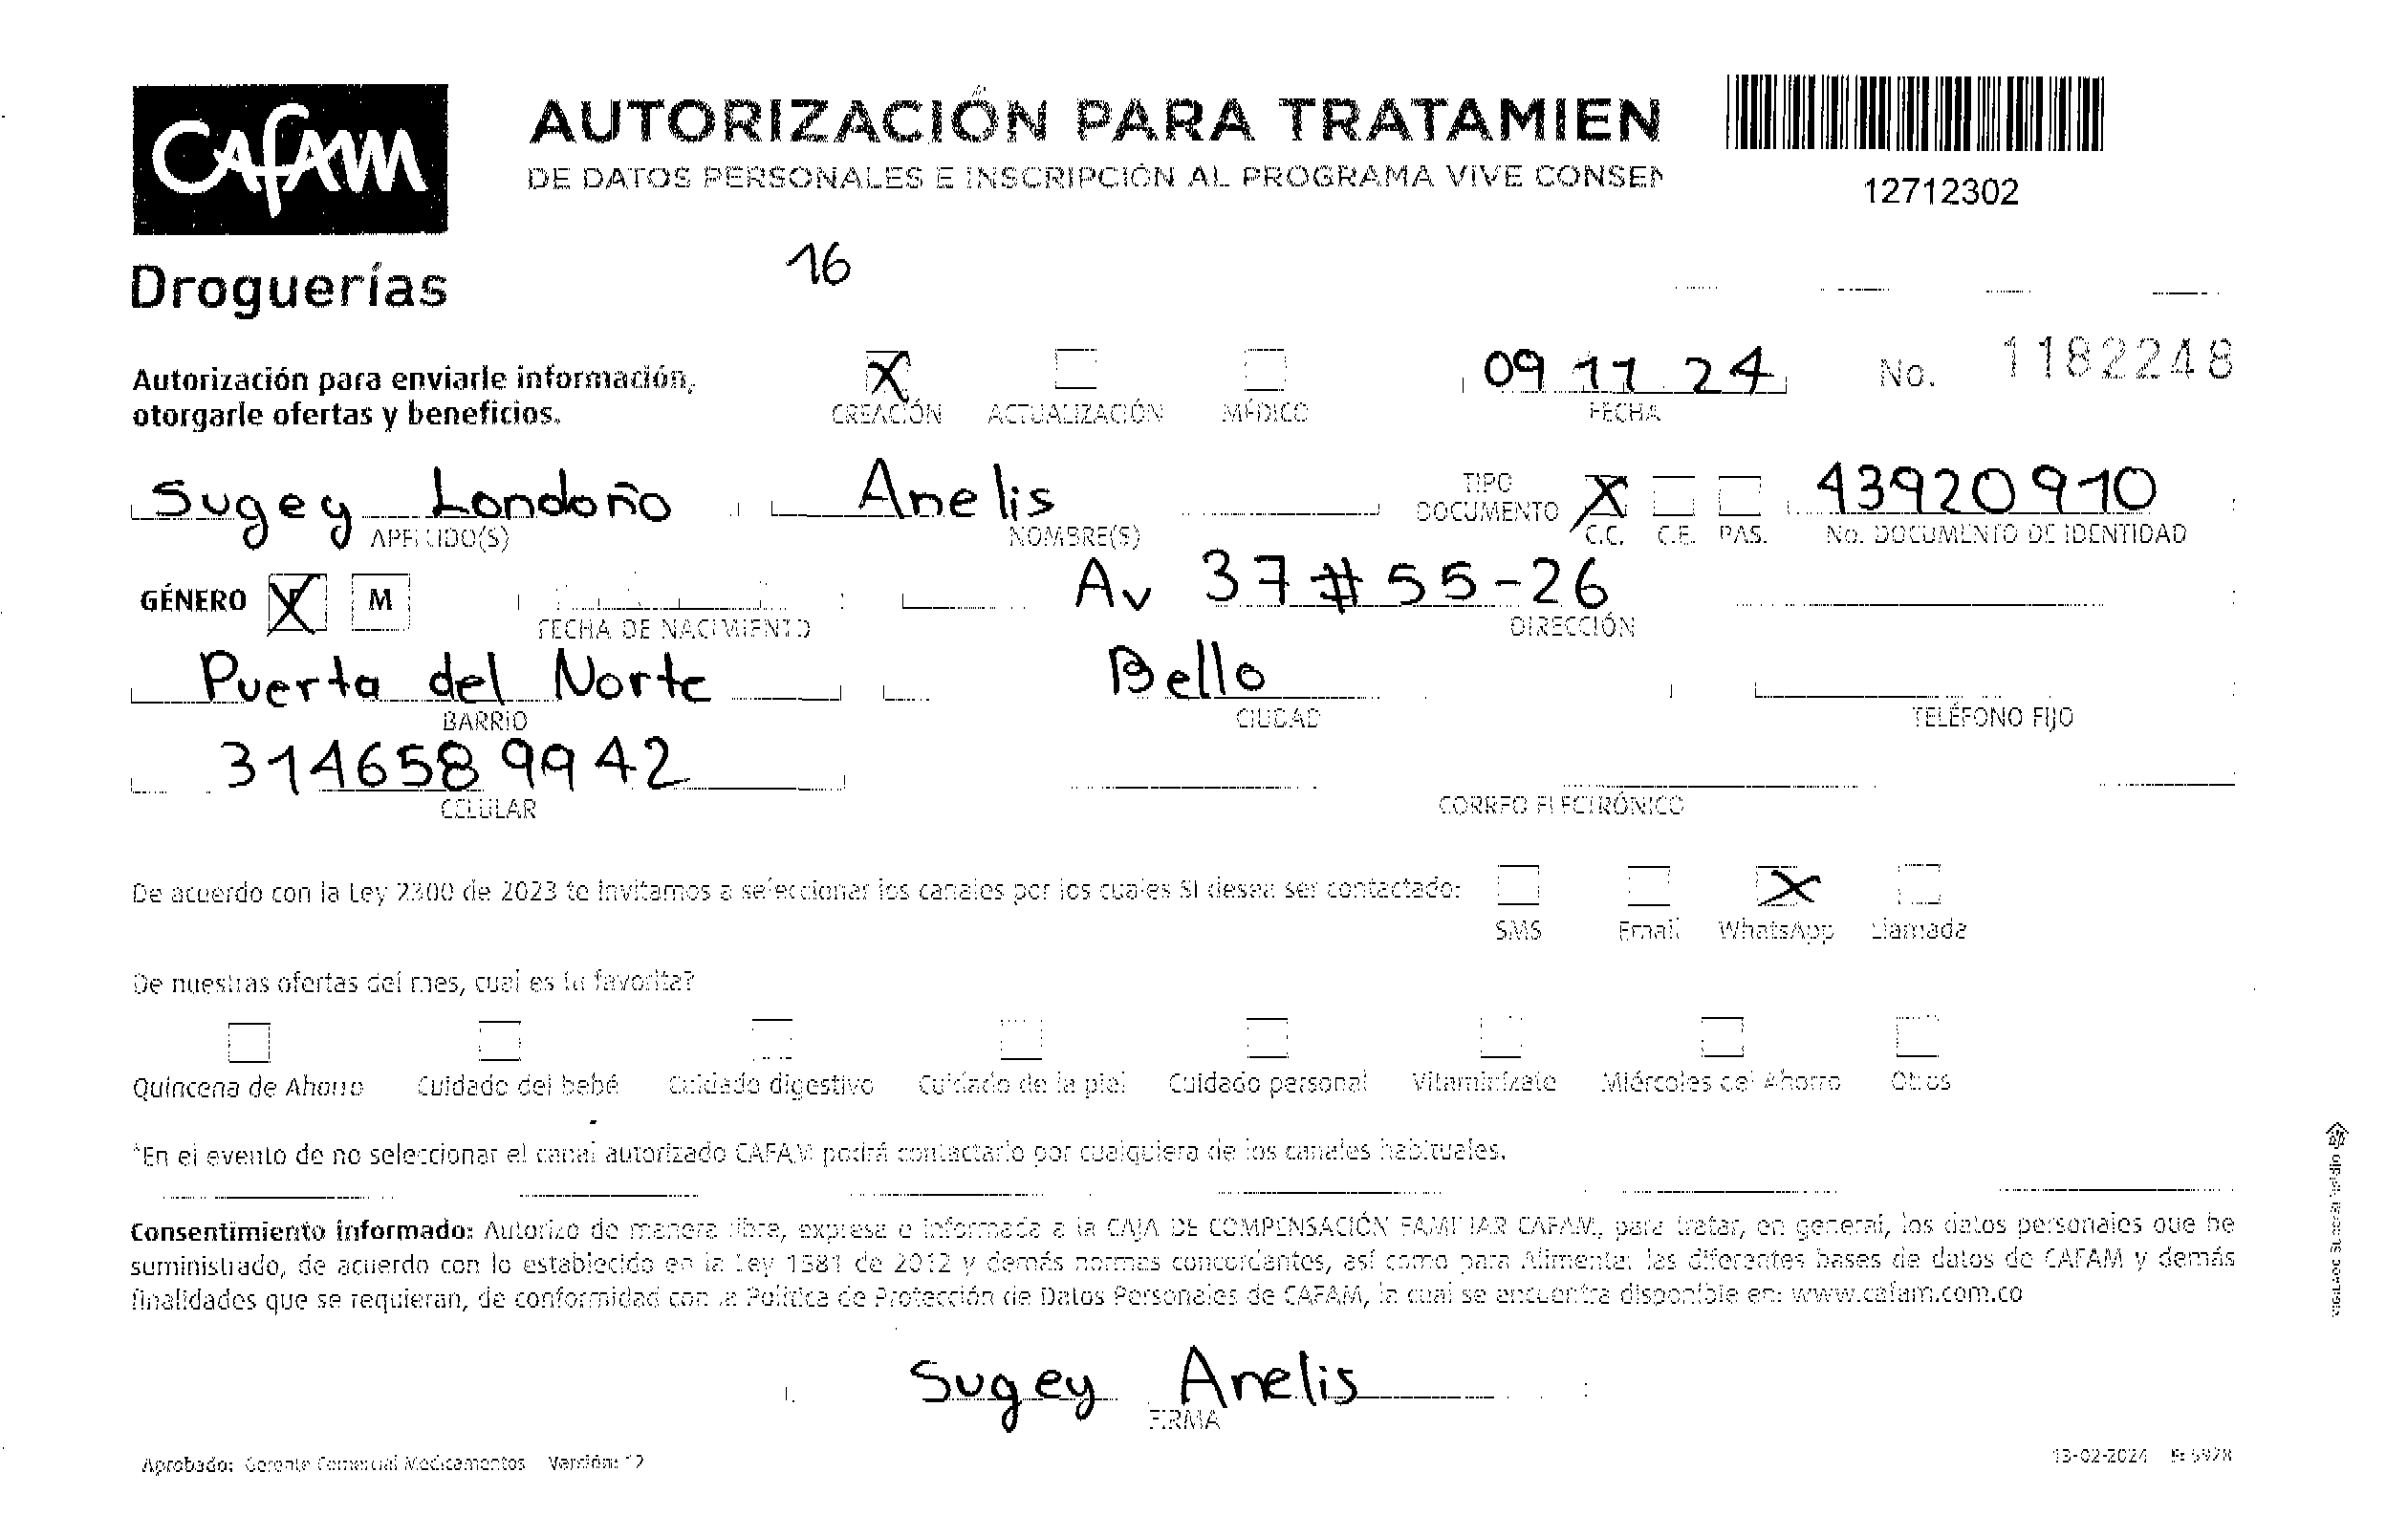 CAFAM
Droguerías
AUTORIZACIÓN PARA TRATAMIEN
DE DATOS PERSONALES E INSCRIPCIÓN AL PROGRAMA VIVE CONSEN
12712302
16
Autorización para enviarle información,
otorgarle ofertas y beneficios.
X CREACIÓN ACTUALIZACIÓN MÉDICO
09 11 24
FECHA
No. 1182248
Sugey Londoño
APELLIDO(S)
Anelis
NOMBRE(S)
TIPO DOCUMENTO
X C.C. C.E. PAS.
43920910
No. DOCUMENTO DE IDENTIDAD
GÉNERO X M
FECHA DE NACIMIENTO
Av 37 # 55-26
DIRECCIÓN
Puerta del Norte
BARRIO
Bello
CIUDAD
TELÉFONO FIJO
3146589942
CELULAR
CORREO ELECTRÓNICO
De acuerdo con la Ley 2300 de 2023 te invitamos a seleccionar los canales por los cuales SI desea ser contactado:
SMS Email X WhatsApp Llamada
De nuestras ofertas del mes, cual es tu favorita?
Quincena de Ahorro Cuidado del bebé Cuidado digestivo Cuidado de la piel Cuidado personal Vitaminízate Miércoles del Ahorro Otros
*En el evento de no seleccionar el canal autorizado CAFAM podrá contactarlo por cualquiera de los canales habituales.
Consentimiento informado: Autorizo de manera libre, expresa e informada a la CAJA DE COMPENSACIÓN FAMILIAR CAFAM, para tratar, en general, los datos personales que he
suministrado, de acuerdo con lo establecido en la Ley 1581 de 2012 y demás normas concordantes, así como para Alimentar las diferentes bases de datos de CAFAM y demás
finalidades que se requieran, de conformidad con la Política de Protección de Datos Personales de CAFAM, la cual se encuentra disponible en: www.cafam.com.co
Sugey Anelis
FIRMA
Aprobado: Gerente Comercial Medicamentos Versión: 12
13-02-2024
VIGILADO SuperSubsidio